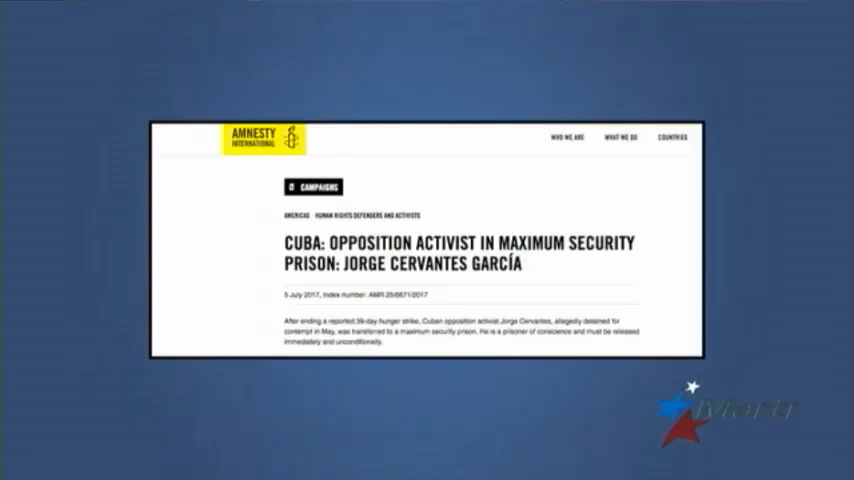 AMNESTY
INTERNATIONAL
WHO WE ARE WHAT WE DO COUNTRIES
CAMPAIGNS
AMERICAS HUMAN RIGHTS DEFENDERS AND ACTIVISTS
CUBA: OPPOSITION ACTIVIST IN MAXIMUM SECURITY
PRISON: JORGE CERVANTES GARCÍA
5 July 2017, Index number: AMR 25/6671/2017
After ending a reported 39-day hunger strike, Cuban opposition activist Jorge Cervantes, allegedly detained for
contempt in May, was transferred to a maximum security prison. He is a prisoner of conscience and must be released
immediately and unconditionally.
Martí